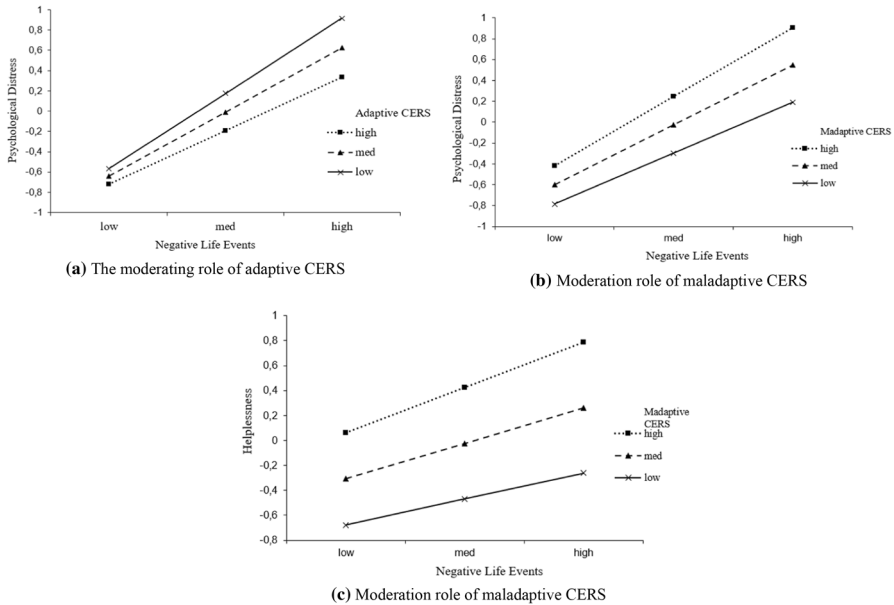 1
0,8
0,6
0,4
0,2
0
-0,2
-0,4
-0,6
-0,8
-1
Psychological Distress
low med high
Negative Life Events
Adaptive CERS
high
med
low
(a) The moderating role of adaptive CERS
1
0,8
0,6
0,4
0,2
0
-0,2
-0,4
-0,6
-0,8
-1
Psychological Distress
low med high
Negative Life Events
Madaptive CERS
high
med
low
(b) Moderation role of maladaptive CERS
1
0,8
0,6
0,4
0,2
0
-0,2
-0,4
-0,6
-0,8
Helplessness
low med high
Negative Life Events
Madaptive
CERS
high
med
low
(c) Moderation role of maladaptive CERS